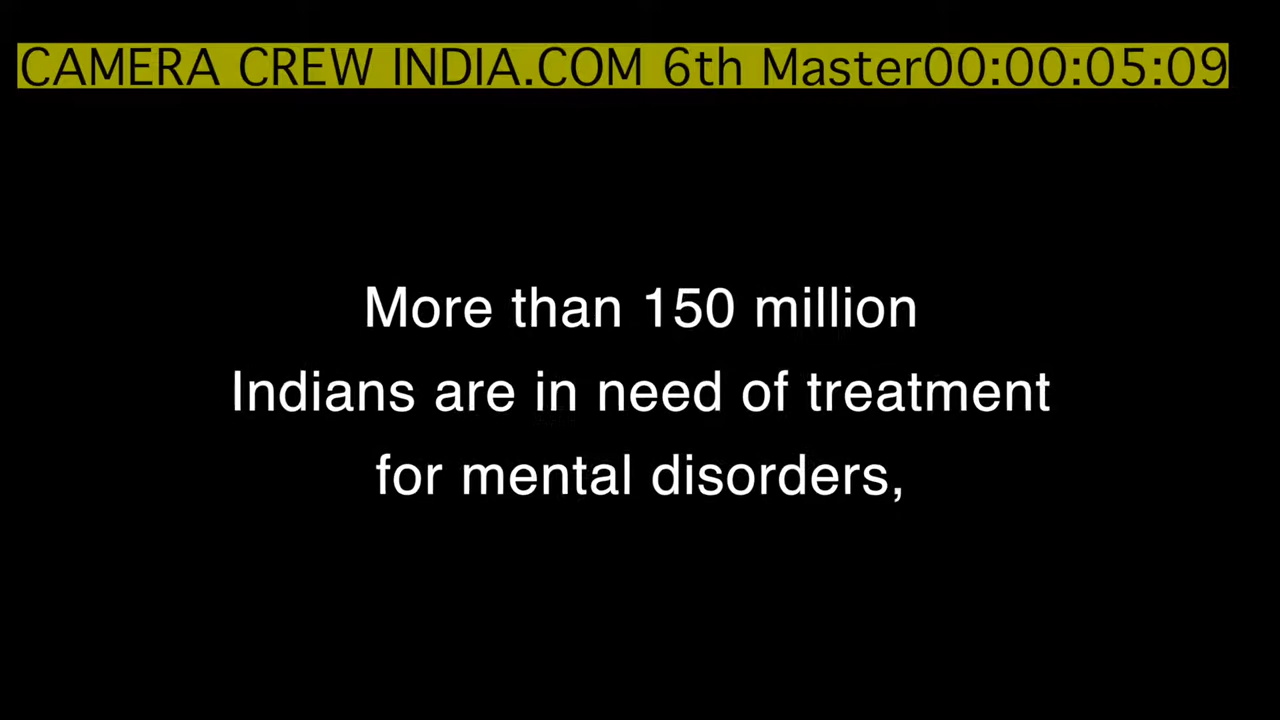 CAMERA CREW INDIA.COM 6th Master00:00:05:09
More than 150 million
Indians are in need of treatment
for mental disorders,